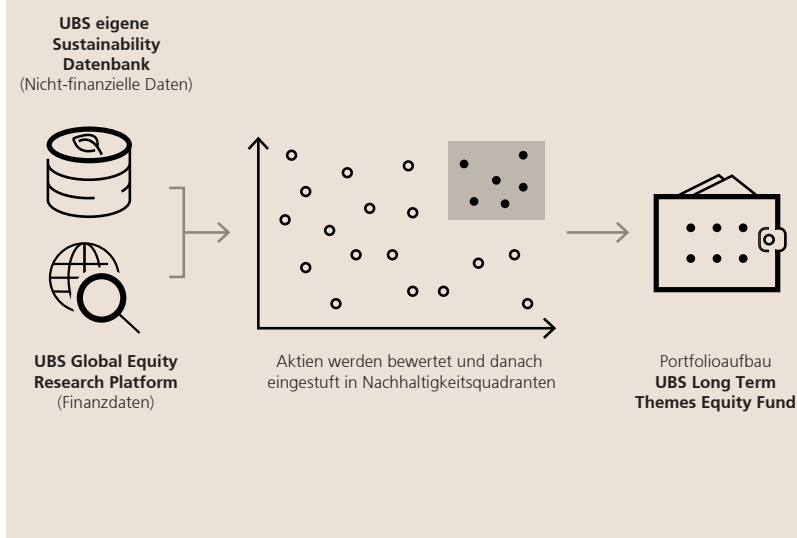 UBS eigene
Sustainability
Datenbank
(Nicht-finanzielle Daten)
UBS Global Equity
Research Platform
(Finanzdaten)
Aktien werden bewertet und danach
eingestuft in Nachhaltigkeitsquadranten
Portfolioaufbau
UBS Long Term
Themes Equity Fund